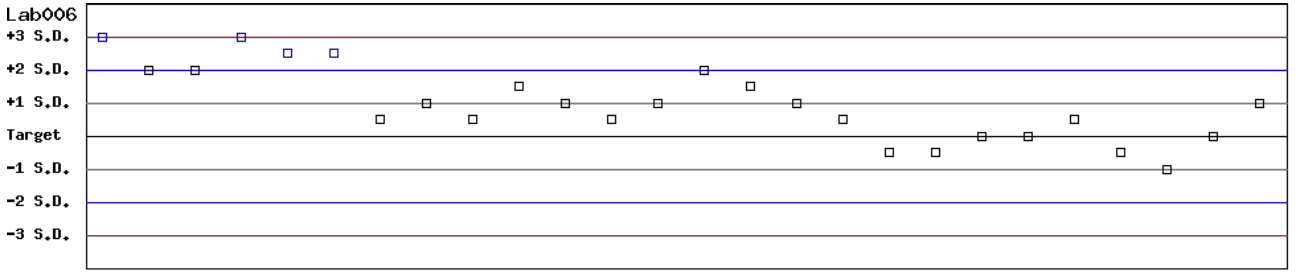 Lab006
+3 S.D.
+2 S.D.
+1 S.D.
Target
-1 S.D.
-2 S.D.
-3 S.D.